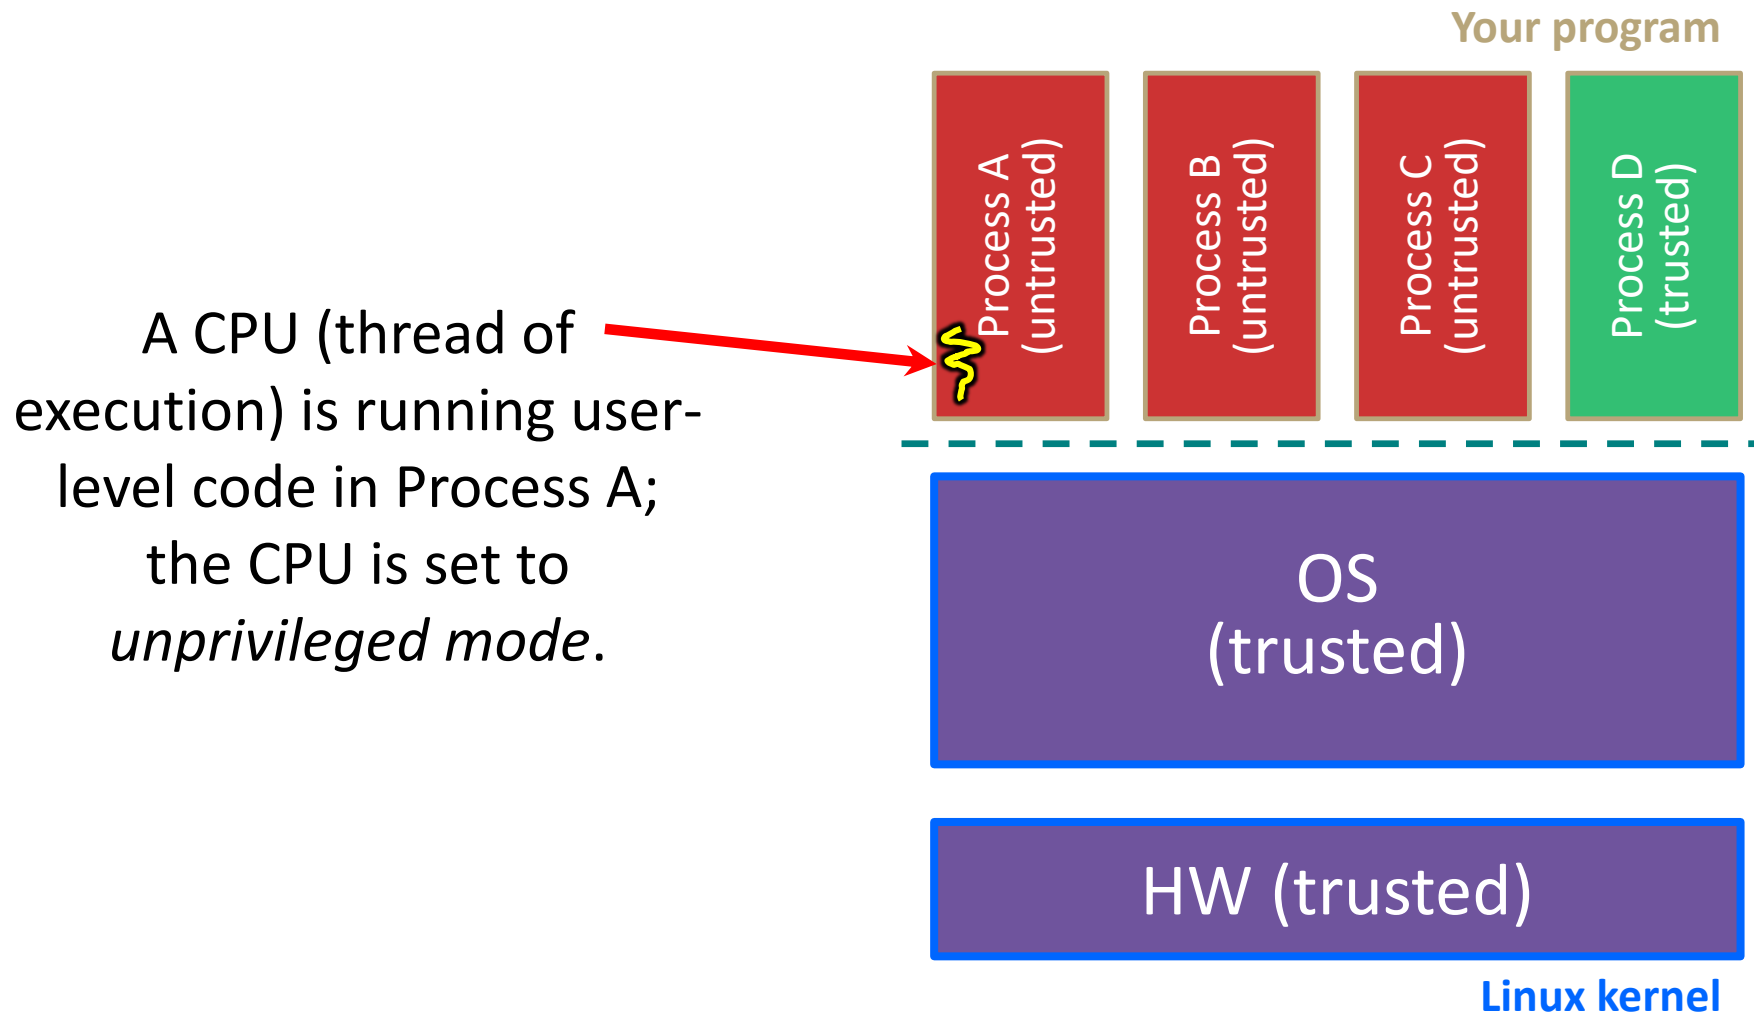 Your program
Process A
(untrusted)
Process B
(untrusted)
Process C
(untrusted)
Process D
(trusted)
A CPU (thread of
execution) is running user-
level code in Process A;
the CPU is set to
unprivileged mode.
OS
(trusted)
HW (trusted)
Linux kernel